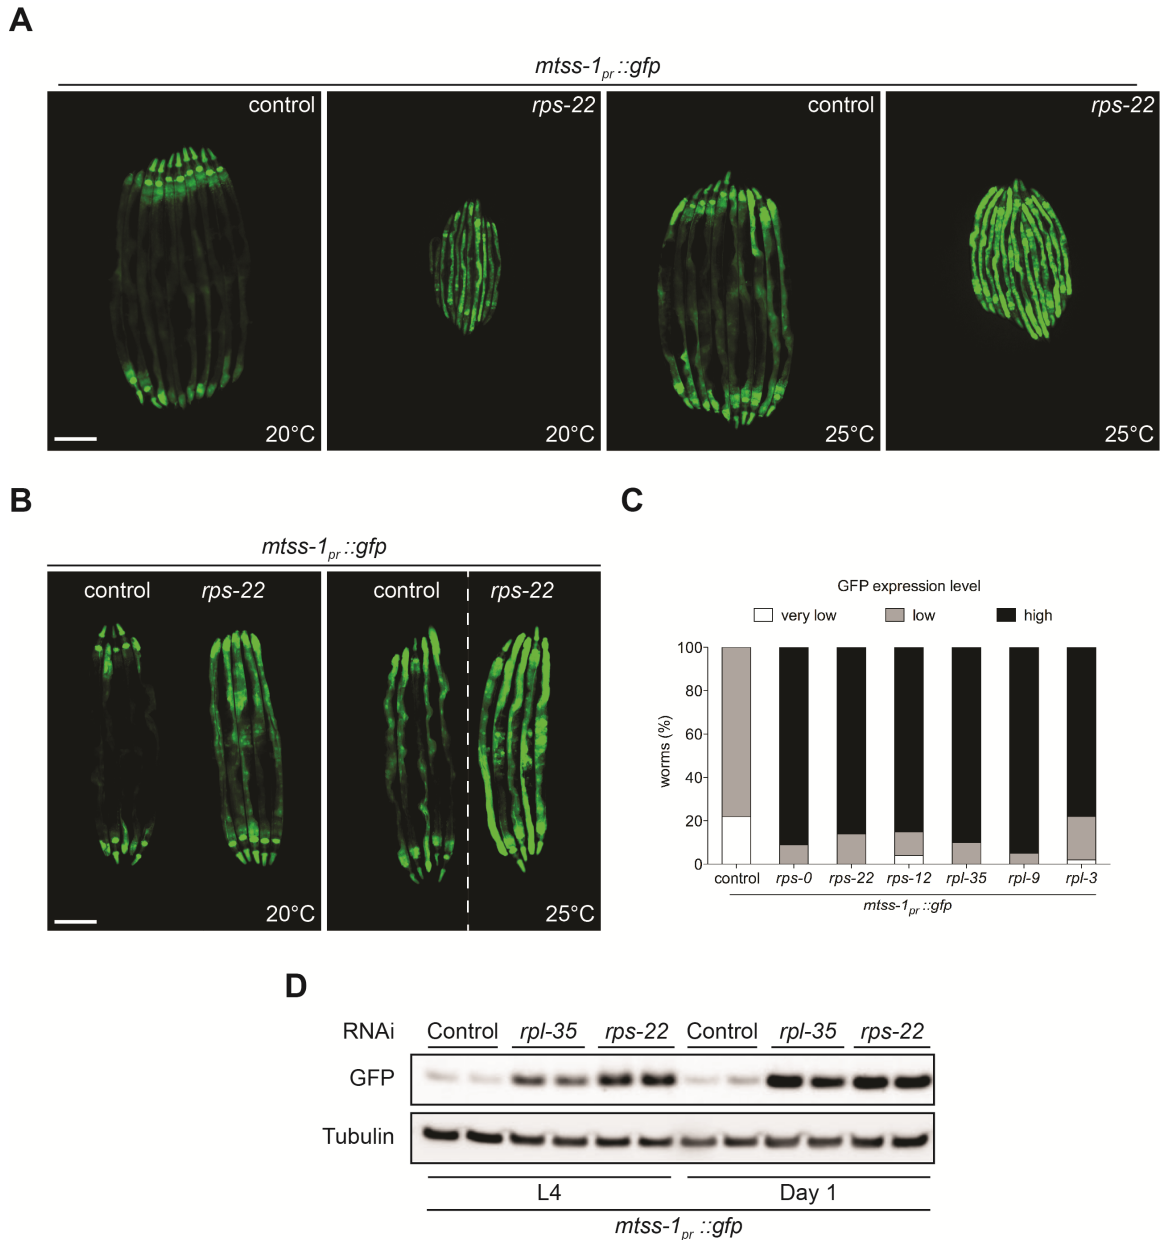 A
mtss-1pr::gfp
control
rps-22
control
rps-22
20°C
20°C
25°C
25°C
B
mtss-1pr::gfp
control
rps-22
control
rps-22
20°C
25°C
C
GFP expression level
very low
low
high
worms (%)
100
80
60
40
20
0
control
rps-0
rps-22
rps-12
rpl-35
rpl-9
rpl-3
mtss-1pr::gfp
D
RNAi
Control
rpl-35
rps-22
Control
rpl-35
rps-22
GFP
Tubulin
L4
Day 1
mtss-1pr::gfp